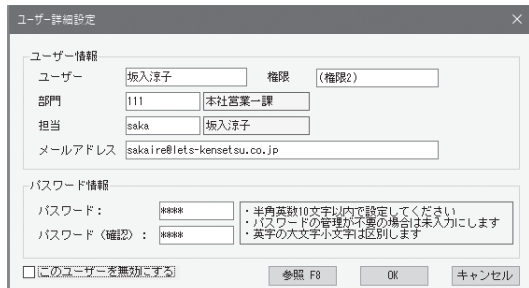 ユーザー詳細設定
ユーザー情報
ユーザー 坂入涼子 権限 (権限2)
部門 111 本社営業一課
担当 saka 坂入涼子
メールアドレス sakaire@lets-kensetsu.co.jp
パスワード情報
パスワード： ****
パスワード（確認）： ****
・半角英数10文字以内で設定してください
・パスワードの管理が不要の場合は未入力にします
・英字の大文字小文字は区別します
このユーザーを無効にする
参照 F8 OK キャンセル